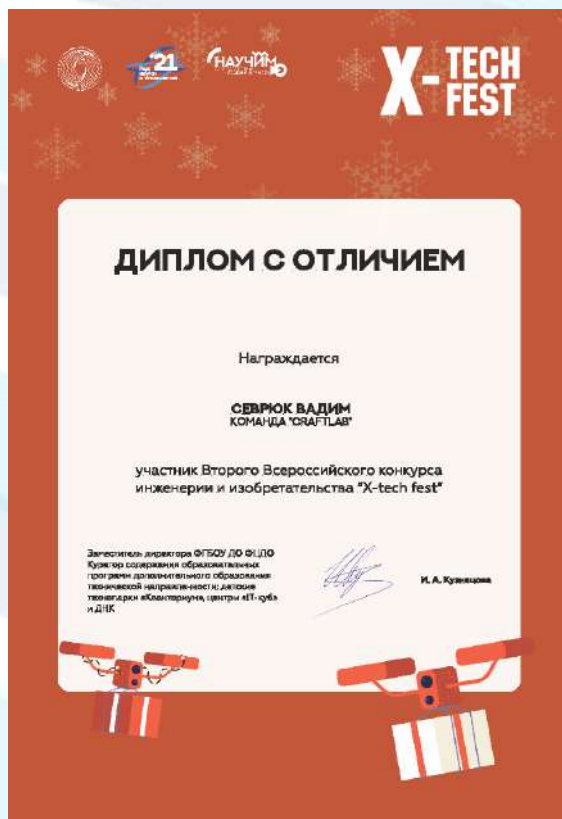 21
НАУЧИМ
X-TECH
FEST
ДИПЛОМ С ОТЛИЧИЕМ
Награждается
СЕВРЮК ВАДИМ
КОМАНДА "CRAFTLAB"
участник Второго Всероссийского конкурса
инженерии и изобретательства "X-tech fest"
Заместитель директора ФГБОУ ДО ФЦДО
Куратор содержания образовательных
программ дополнительного образования
технической направленности: детские
технопарки «Кванториум», центры «IT-куб»
и ДНК
И. А. Кузнецова